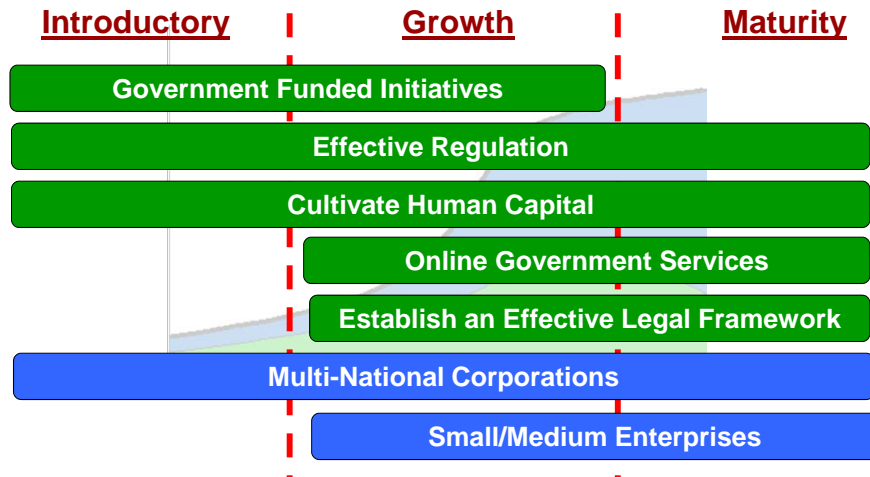 Introductory Growth Maturity
Government Funded Initiatives
Effective Regulation
Cultivate Human Capital
Online Government Services
Establish an Effective Legal Framework
Multi-National Corporations
Small/Medium Enterprises